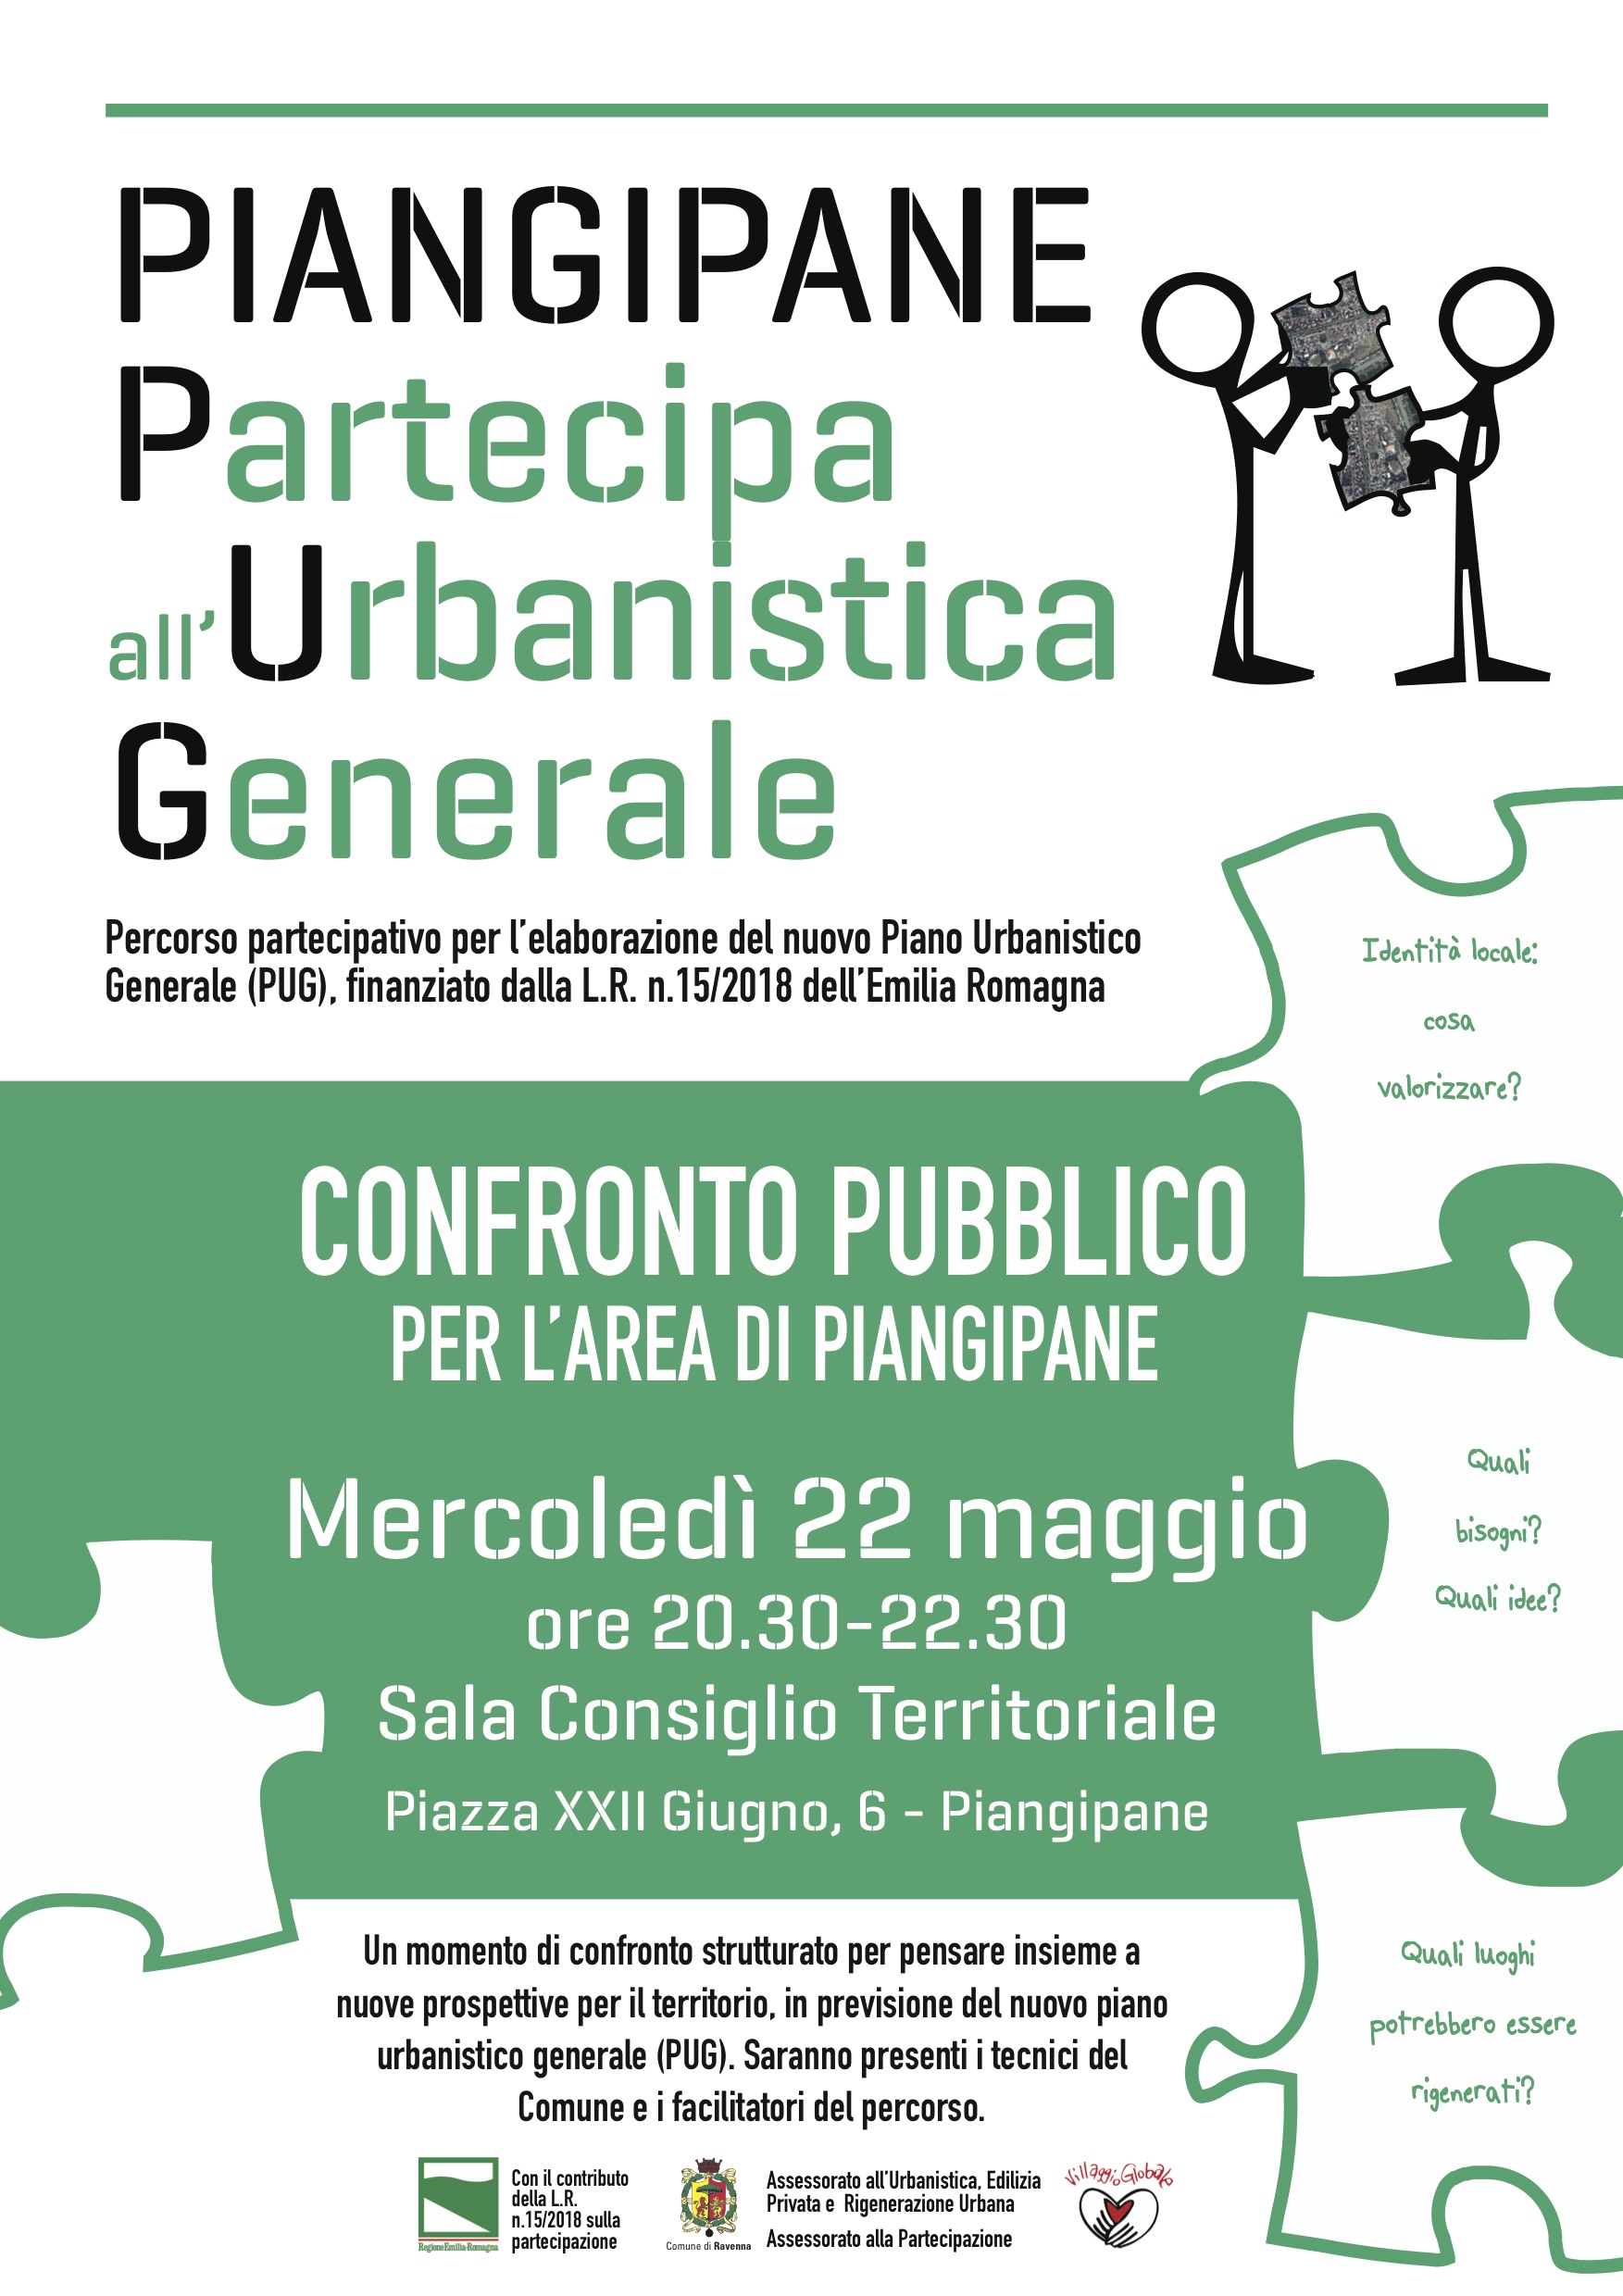 PIANGIPANE
Partecipa
all'Urbanistica
Generale
Percorso partecipativo per l'elaborazione del nuovo Piano Urbanistico
Generale (PUG), finanziato dalla L.R. n.15/2018 dell'Emilia Romagna
Identità locale:
cosa
valorizzare?
CONFRONTO PUBBLICO
PER L'AREA DI PIANGIPANE
Mercoledì 22 maggio
ore 20.30-22.30
Sala Consiglio Territoriale
Piazza XXII Giugno, 6 - Piangipane
Quali
bisogni?
Quali idee?
Un momento di confronto strutturato per pensare insieme a
nuove prospettive per il territorio, in previsione del nuovo piano
urbanistico generale (PUG). Saranno presenti i tecnici del
Comune e i facilitatori del percorso.
Quali luoghi
potrebbero essere
rigenerati?
RegioneEmilia-Romagna
Con il contributo
della L.R.
n.15/2018 sulla
partecipazione
Comune di Ravenna
Assessorato all'Urbanistica, Edilizia
Privata e Rigenerazione Urbana
Assessorato alla Partecipazione
Villaggio Globale